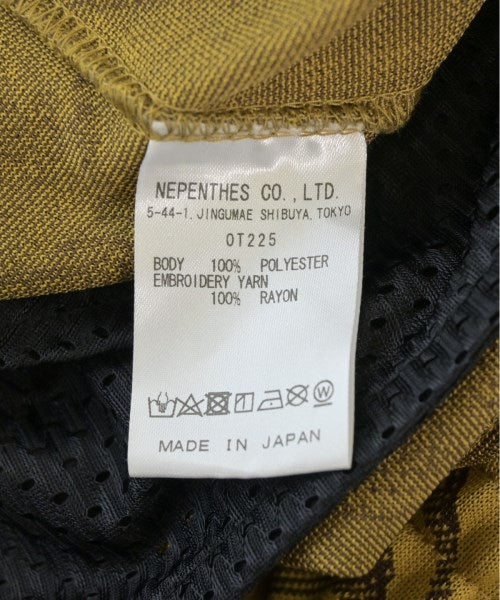 NEPENTHES CO.,LTD.
5-44-1, JINGUMAE SHIBUYA, TOKYO
OT225
BODY 100% POLYESTER
EMBROIDERY YARN
100% RAYON
W
MADE IN JAPAN